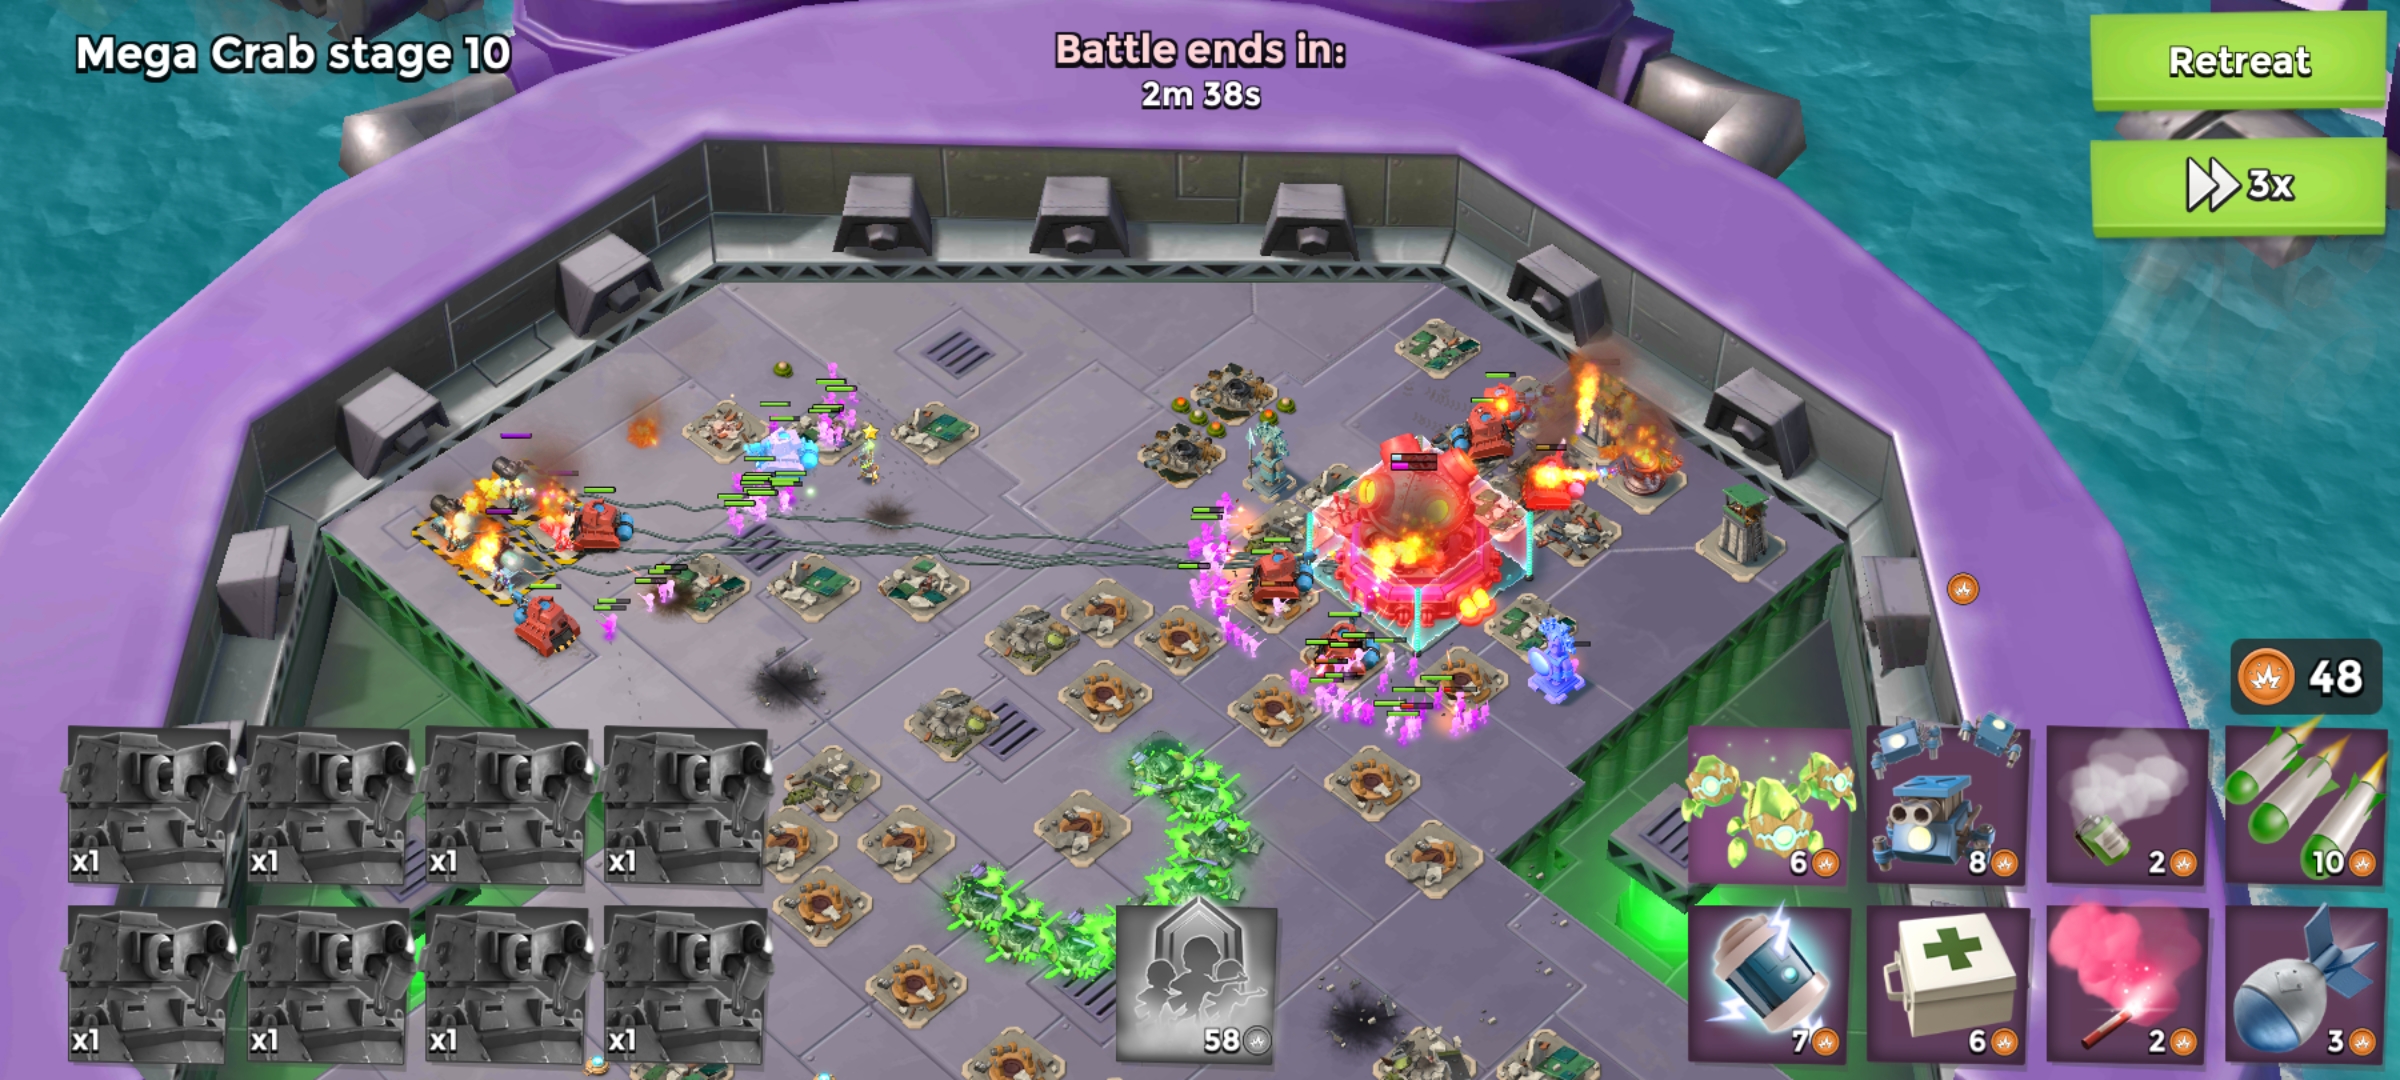 Mega Crab stage 10
Battle ends in:
2m 38s
Retreat
3x
48
x1
x1
x1
x1
6
8
2
10
x1
x1
x1
x1
58
7
6
2
3